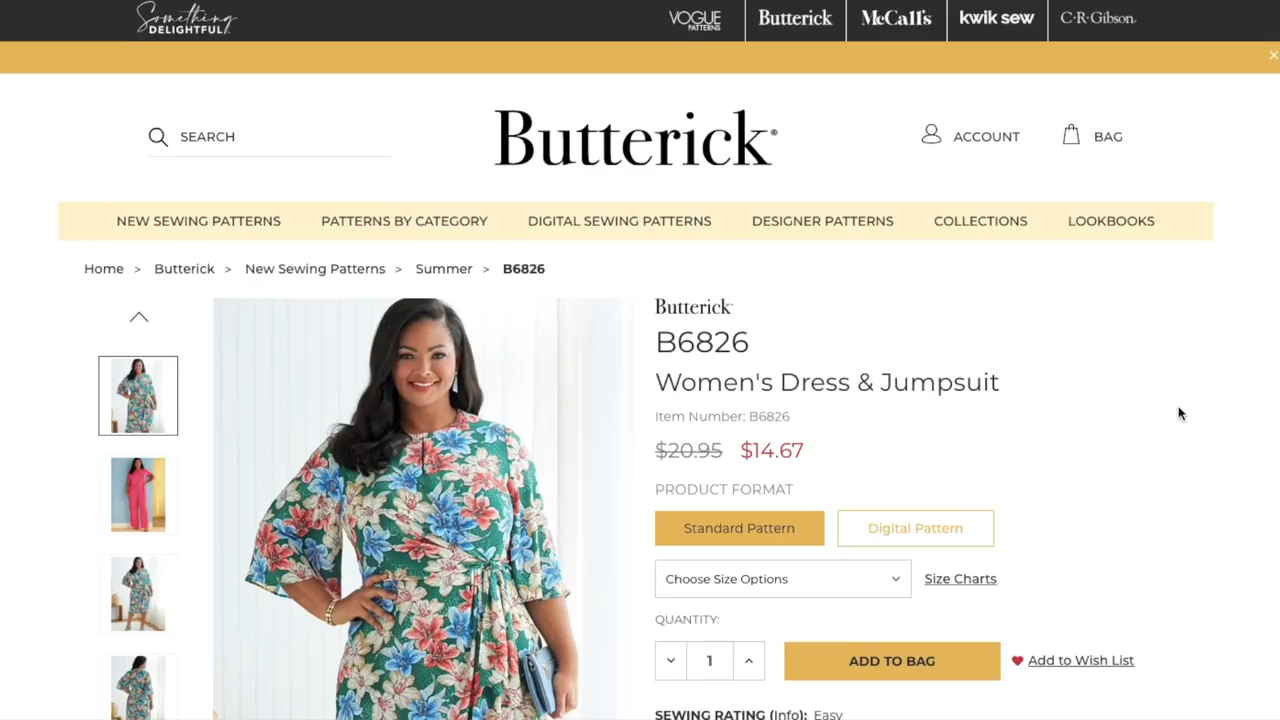 Something
DELIGHTFUL!
VOGUE
PATTERNS
Butterick
McCall's
kwik sew
C·R·Gibson®
×
SEARCH
Butterick®
ACCOUNT
BAG
NEW SEWING PATTERNS
PATTERNS BY CATEGORY
DIGITAL SEWING PATTERNS
DESIGNER PATTERNS
COLLECTIONS
LOOKBOOKS
Home > Butterick > New Sewing Patterns > Summer > B6826
Butterick
B6826
Women's Dress & Jumpsuit
Item Number: B6826
$20.95 $14.67
PRODUCT FORMAT
Standard Pattern
Digital Pattern
Choose Size Options
Size Charts
QUANTITY:
1
ADD TO BAG
Add to Wish List
SEWING RATING (Info): Easy